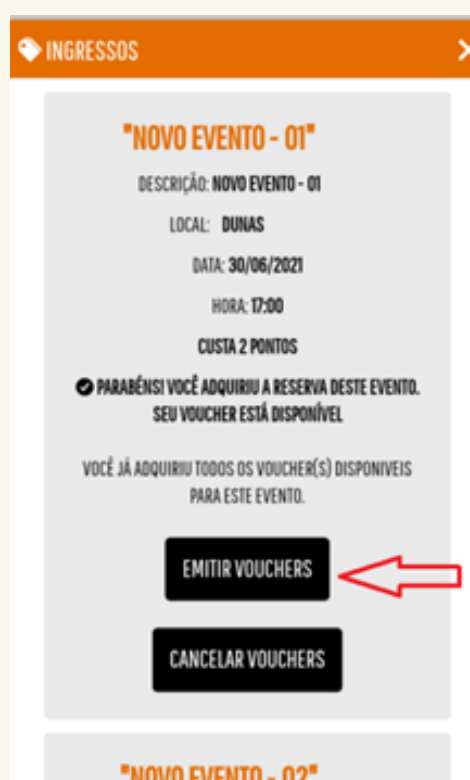 INGRESSOS
"NOVO EVENTO - 01"
DESCRIÇÃO: NOVO EVENTO - 01
LOCAL: DUNAS
DATA: 30/06/2021
HORA: 17:00
CUSTA 2 PONTOS
PARABÉNS! VOCÊ ADQUIRIU A RESERVA DESTE EVENTO.
SEU VOUCHER ESTÁ DISPONÍVEL
VOCÊ JÁ ADQUIRIU TODOS OS VOUCHER(S) DISPONIVEIS
PARA ESTE EVENTO.
EMITIR VOUCHERS
CANCELAR VOUCHERS
"NOVO EVENTO - 02"